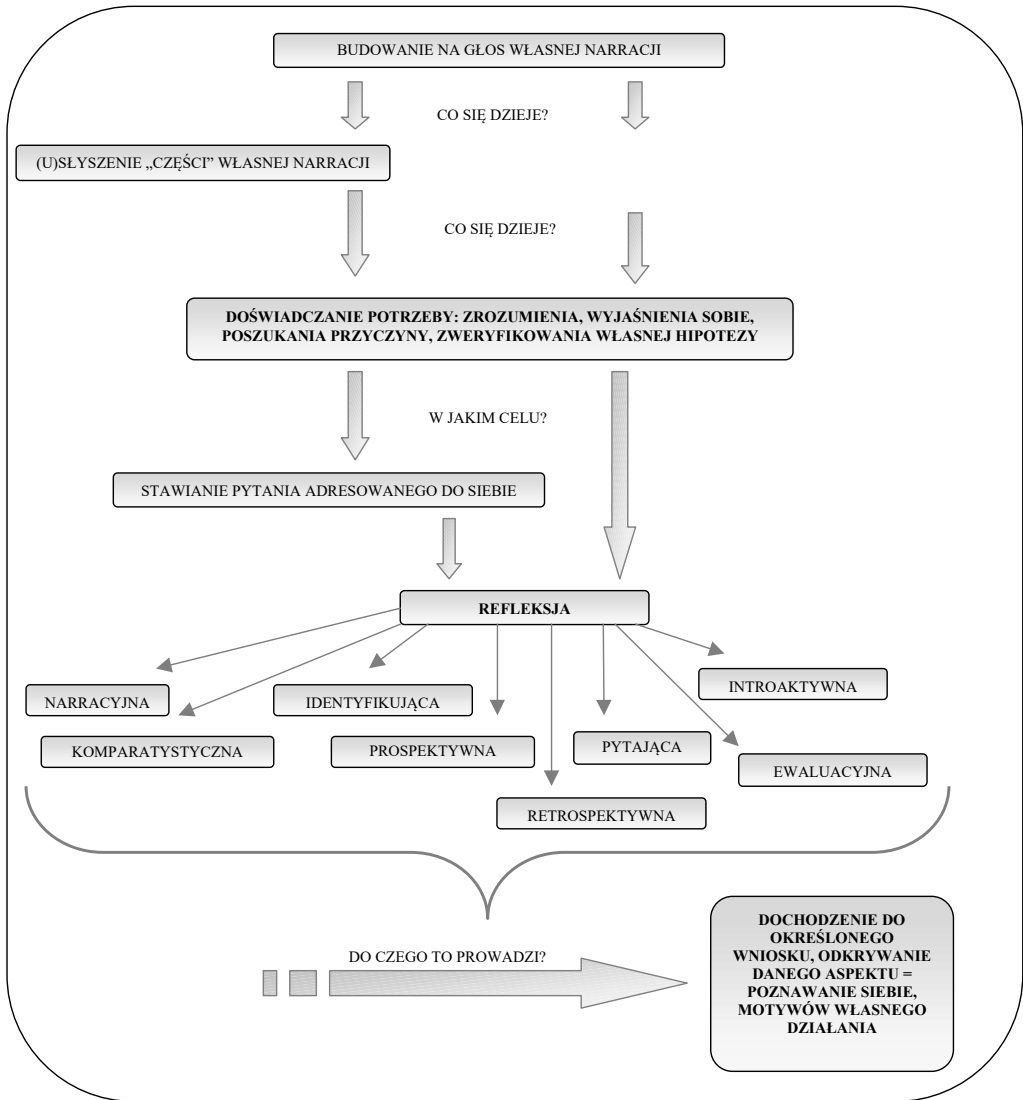 BUDOWANIE NA GŁOS WŁASNEJ NARRACJI
CO SIĘ DZIEJE?
(U)SŁYSZENIE „CZĘŚCI” WŁASNEJ NARRACJI
CO SIĘ DZIEJE?
DOŚWIADCZANIE POTRZEBY: ZROZUMIENIA, WYJAŚNIENIA SOBIE,
POSZUKANIA PRZYCZYNY, ZWERYFIKOWANIA WŁASNEJ HIPOTEZY
W JAKIM CELU?
STAWIANIE PYTANIA ADRESOWANEGO DO SIEBIE
REFLEKSJA
NARRACYJNA
IDENTYFIKUJĄCA
INTROAKTYWNA
KOMPARATYSTYCZNA
PROSPEKTYWNA
PYTAJĄCA
EWALUACYJNA
RETROSPEKTYWNA
DO CZEGO TO PROWADZI?
DOCHODZENIE DO
OKREŚLONEGO
WNIOSKU, ODKRYWANIE
DANEGO ASPEKTU =
POZNAWANIE SIEBIE,
MOTYWÓW WŁASNEGO
DZIAŁANIA